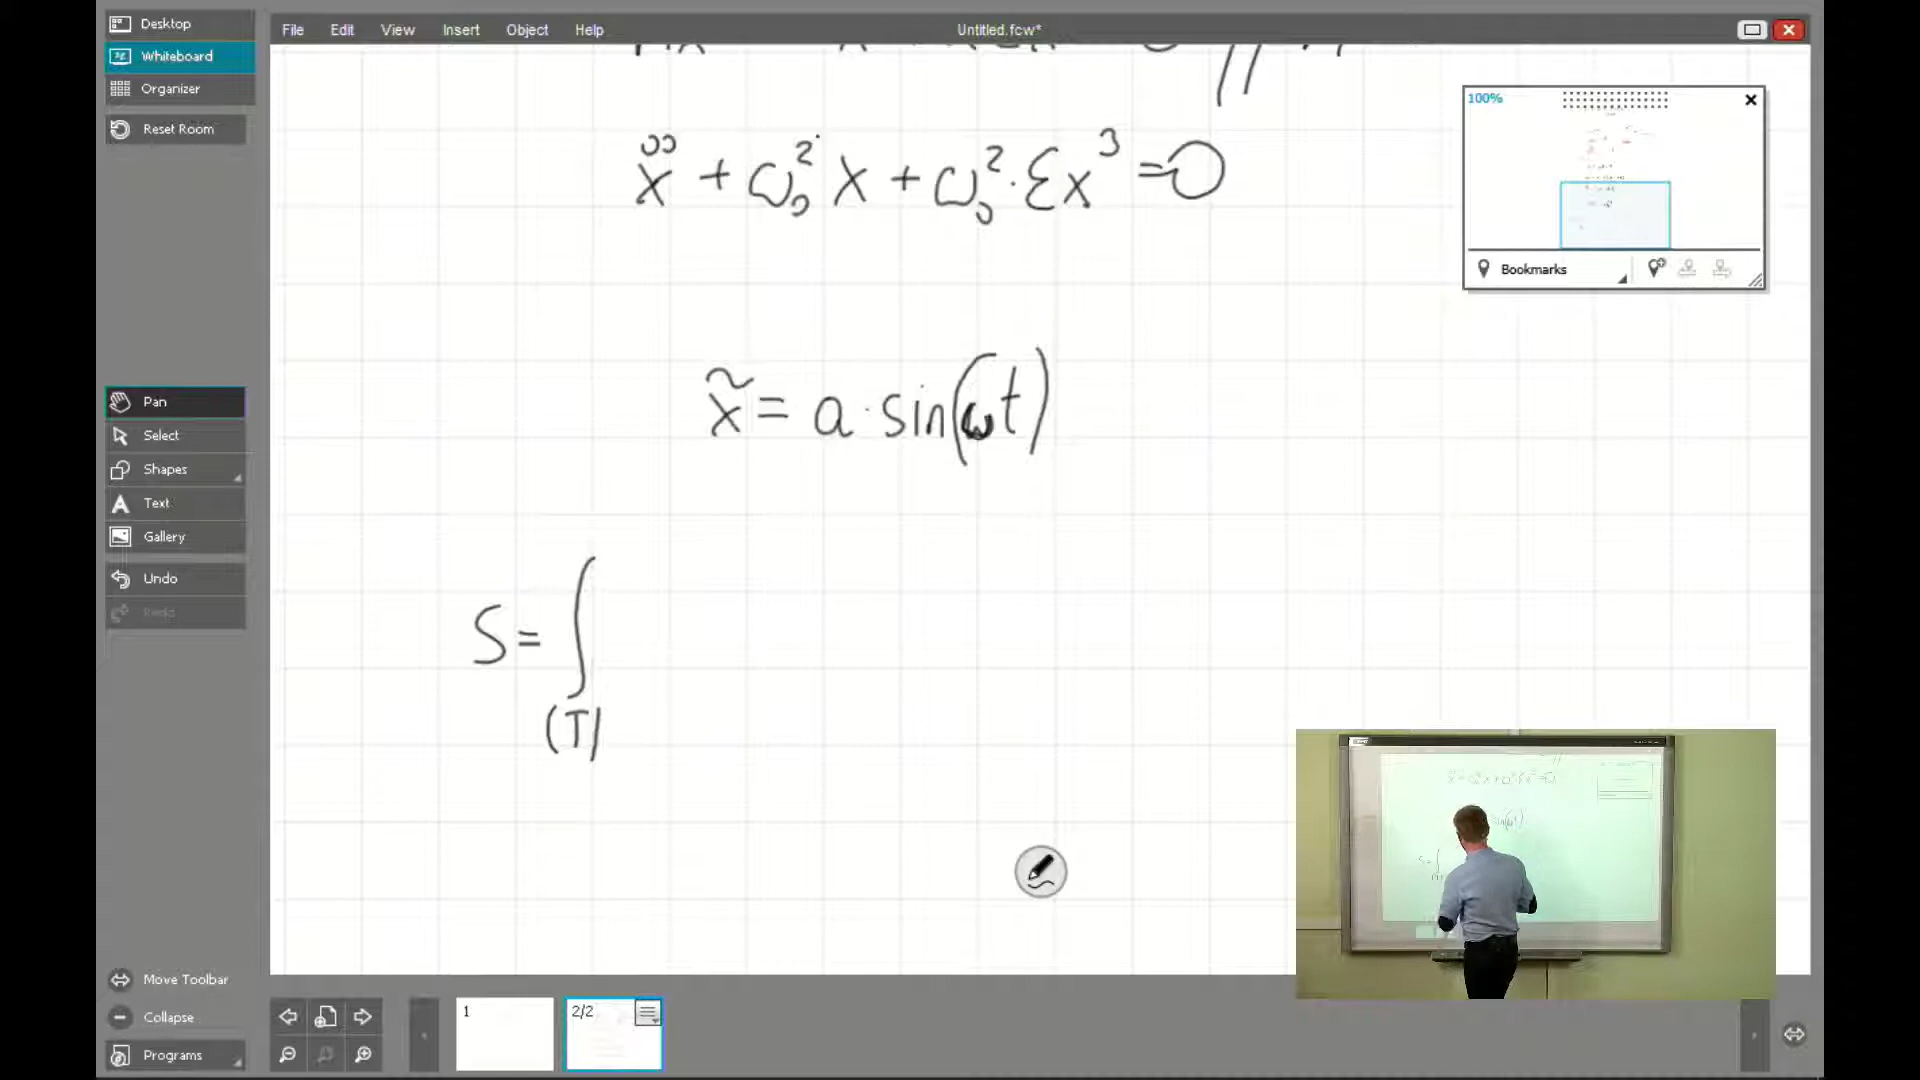 Desktop
Whiteboard
Organizer
Reset Room
File Edit View Insert Object Help
Untitled.fcw*
100%
Bookmarks
ẍ + ω₀² x + ω₀² · εx³ = 0
x̃ = a · sin(ωt)
S = ∫
(T)
Pan
Select
Shapes
Text
Gallery
Undo
Redo
Move Toolbar
Collapse
Programs
1
2/2